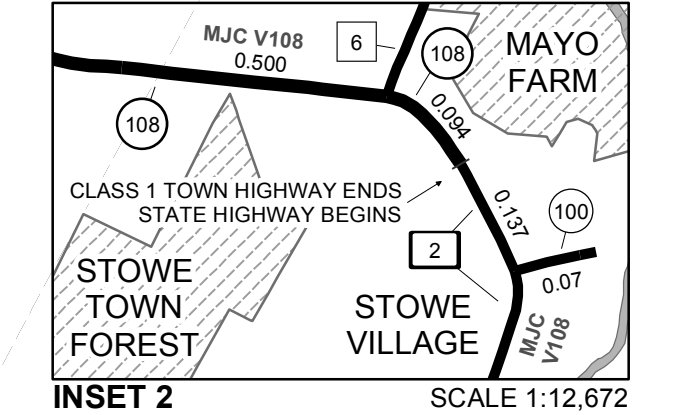 MJC V108
0.500
6
108
MAYO
FARM
108
0.094
CLASS 1 TOWN HIGHWAY ENDS
STATE HIGHWAY BEGINS
0.137
100
2
0.07
STOWE
TOWN
FOREST
STOWE
VILLAGE
MJC
V108
INSET 2
SCALE 1:12,672